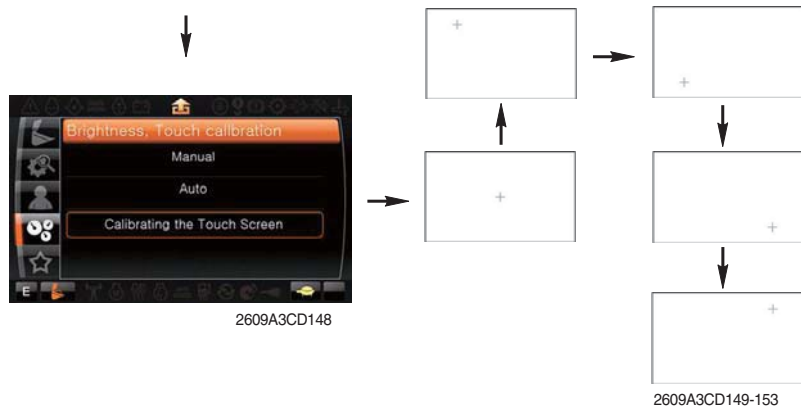 Brightness, Touch calibration
Manual
Auto
Calibrating the Touch Screen
E
2609A3CD148
2609A3CD149-153